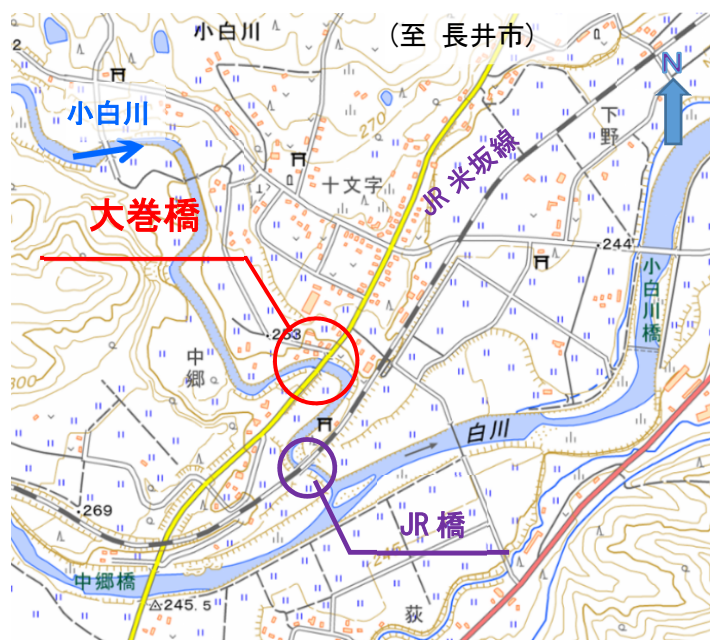 小白川
(至 長井市)
2
N
小白川
270
下野
十文字
JR 米坂線
大巻橋
244
小白川橋
253
中郷
300
白川
269
JR 橋
中郷橋
245.5
荻